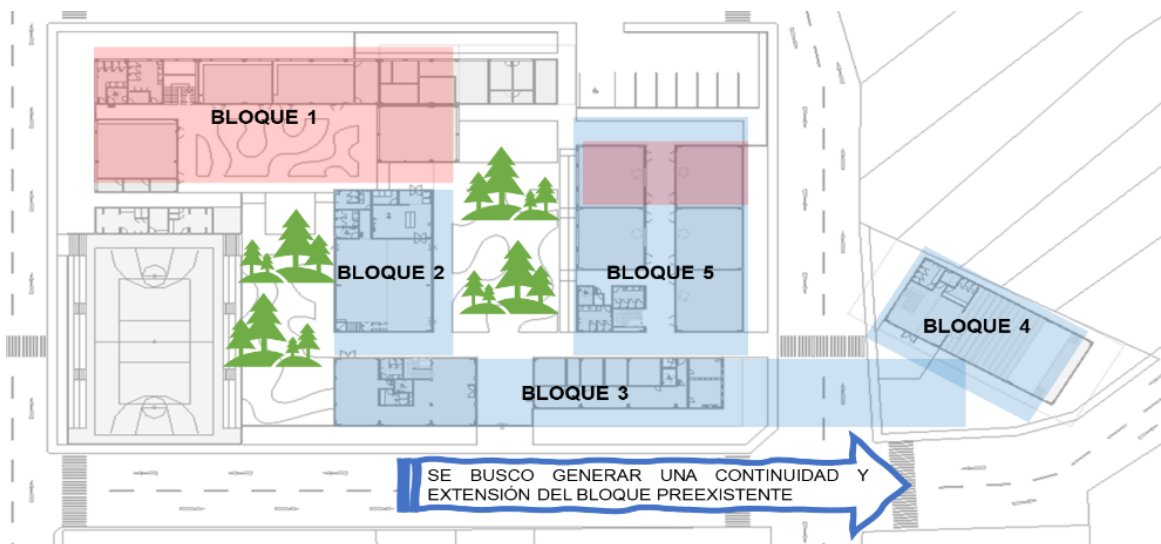 BLOQUE 1
BLOQUE 2
BLOQUE 5
BLOQUE 4
BLOQUE 3
SE BUSCO GENERAR UNA CONTINUIDAD Y
EXTENSIÓN DEL BLOQUE PREEXISTENTE